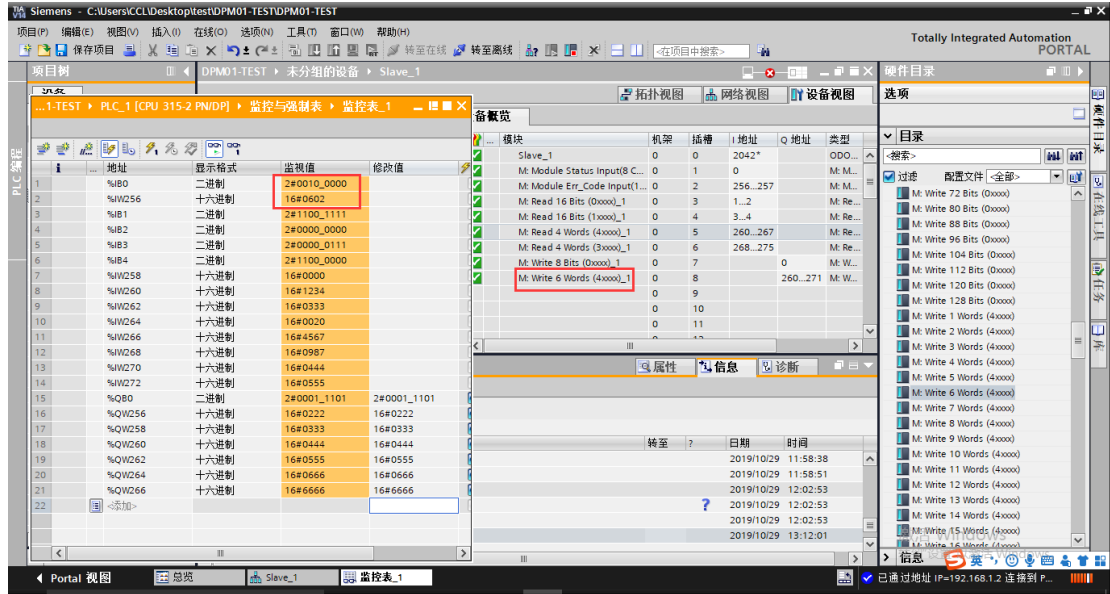 Siemens - C:\Users\CCL\Desktop\test\DPM01-TEST\DPM01-TEST
项目(P) 编辑(E) 视图(V) 插入(I) 在线(O) 选项(N) 工具(T) 窗口(W) 帮助(H)
Totally Integrated Automation
PORTAL
保存项目 转至在线 转至离线 <在项目中搜索>
项目树
DPM01-TEST ▸ 未分组的设备 ▸ Slave_1
硬件目录
拓扑视图 网络视图 设备视图
选项
...1-TEST ▸ PLC_1 [CPU 315-2 PN/DP] ▸ 监控与强制表 ▸ 监控表_1
备概览
i ... 地址 显示格式 监视值 修改值
1 %IB0 二进制 2#0010_0000
2 %IW256 十六进制 16#0602
3 %IB1 二进制 2#1100_1111
4 %IB2 二进制 2#0000_0000
5 %IB3 二进制 2#0000_0111
6 %IB4 二进制 2#1100_0000
7 %IW258 十六进制 16#0000
8 %IW260 十六进制 16#1234
9 %IW262 十六进制 16#0333
10 %IW264 十六进制 16#0020
11 %IW266 十六进制 16#4567
12 %IW268 十六进制 16#0987
13 %IW270 十六进制 16#0444
14 %IW272 十六进制 16#0555
15 %QB0 二进制 2#0001_1101 2#0001_1101
16 %QW256 十六进制 16#0222 16#0222
17 %QW258 十六进制 16#0333 16#0333
18 %QW260 十六进制 16#0444 16#0444
19 %QW262 十六进制 16#0555 16#0555
20 %QW264 十六进制 16#0666 16#0666
21 %QW266 十六进制 16#6666 16#6666
22 <添加>
... 模块 机架 插槽 I 地址 Q 地址 类型
Slave_1 0 0 2042* ODO...
M: Module Status Input(8 C... 0 1 0 M: M...
M: Module Err_Code Input(1... 0 2 256...257 M: M...
M: Read 16 Bits (0xxxx)_1 0 3 1...2 M: Re...
M: Read 16 Bits (1xxxx)_1 0 4 3...4 M: Re...
M: Read 4 Words (4xxxx)_1 0 5 260...267 M: Re...
M: Read 4 Words (3xxxx)_1 0 6 268...275 M: Re...
M: Write 8 Bits (0xxxx)_1 0 7 0 M: W...
M: Write 6 Words (4xxxx)_1 0 8 260...271 M: W...
0 9
0 10
0 11
属性 信息 诊断
转至 ? 日期 时间
2019/10/29 11:58:38
2019/10/29 11:58:51
2019/10/29 12:02:53
? 2019/10/29 12:02:53
2019/10/29 12:02:53
2019/10/29 13:12:01
目录
<搜索>
过滤 配置文件 <全部>
M: Write 72 Bits (0xxxx)
M: Write 80 Bits (0xxxx)
M: Write 88 Bits (0xxxx)
M: Write 96 Bits (0xxxx)
M: Write 104 Bits (0xxxx)
M: Write 112 Bits (0xxxx)
M: Write 120 Bits (0xxxx)
M: Write 128 Bits (0xxxx)
M: Write 1 Words (4xxxx)
M: Write 2 Words (4xxxx)
M: Write 3 Words (4xxxx)
M: Write 4 Words (4xxxx)
M: Write 5 Words (4xxxx)
M: Write 6 Words (4xxxx)
M: Write 7 Words (4xxxx)
M: Write 8 Words (4xxxx)
M: Write 9 Words (4xxxx)
M: Write 10 Words (4xxxx)
M: Write 11 Words (4xxxx)
M: Write 12 Words (4xxxx)
M: Write 13 Words (4xxxx)
M: Write 14 Words (4xxxx)
M: Write 15 Words (4xxxx)
M: Write 16 Words (4xxxx)
信息
英
PLC 编程
硬件目录
在线工具
任务
库
Portal 视图 总览 Slave_1 监控表_1
已通过地址 IP=192.168.1.2 连接到 P...